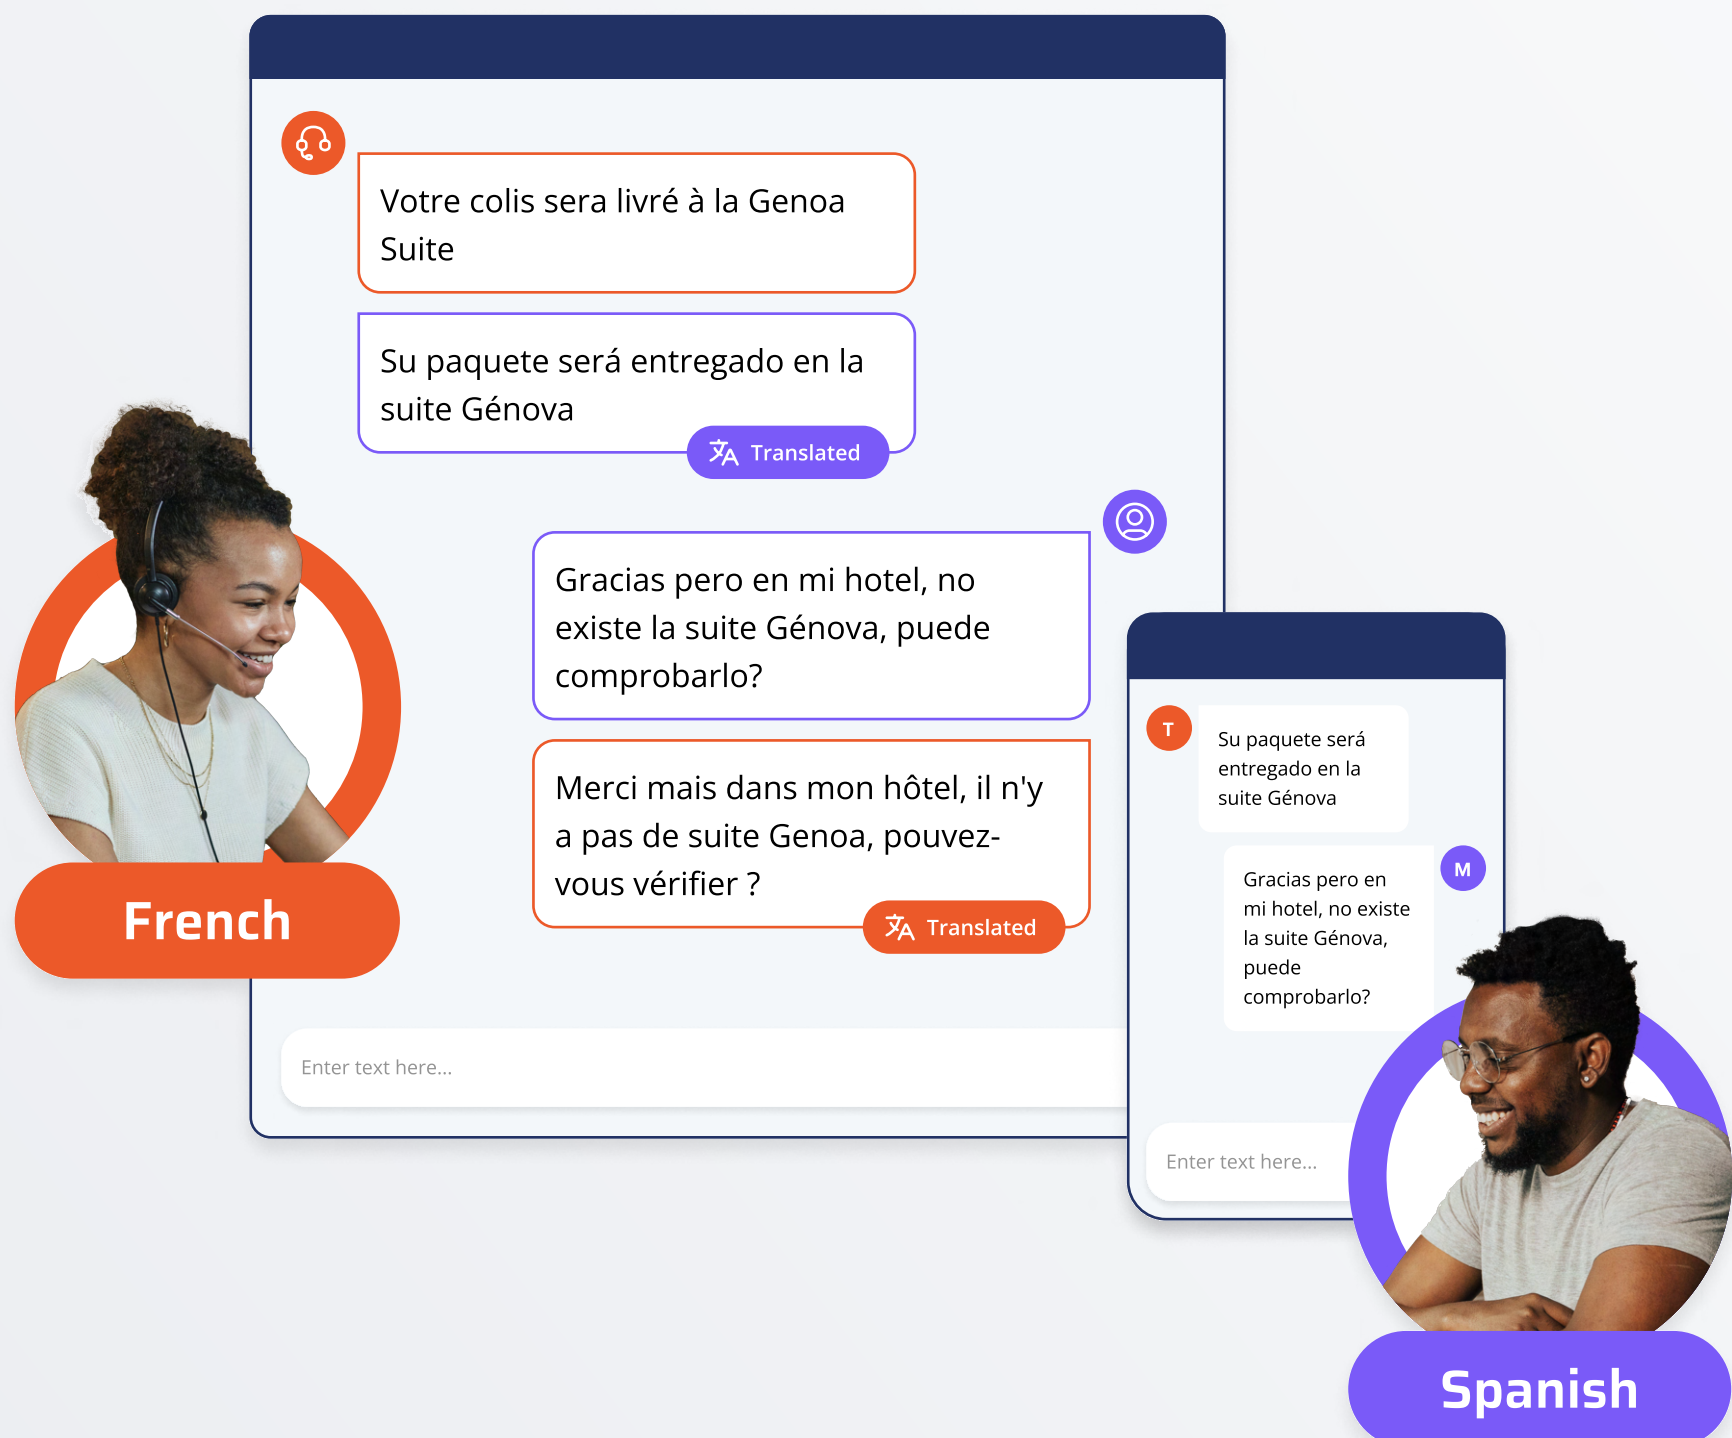 Votre colis sera livré à la Genoa
Suite
Su paquete será entregado en la
suite Génova
Translated
Gracias pero en mi hotel, no
existe la suite Génova, puede
comprobarlo?
Merci mais dans mon hôtel, il n'y
a pas de suite Genoa, pouvez-
vous vérifier ?
Translated
Enter text here...
French
T
Su paquete será
entregado en la
suite Génova
M
Gracias pero en
mi hotel, no existe
la suite Génova,
puede
comprobarlo?
Enter text here...
Spanish